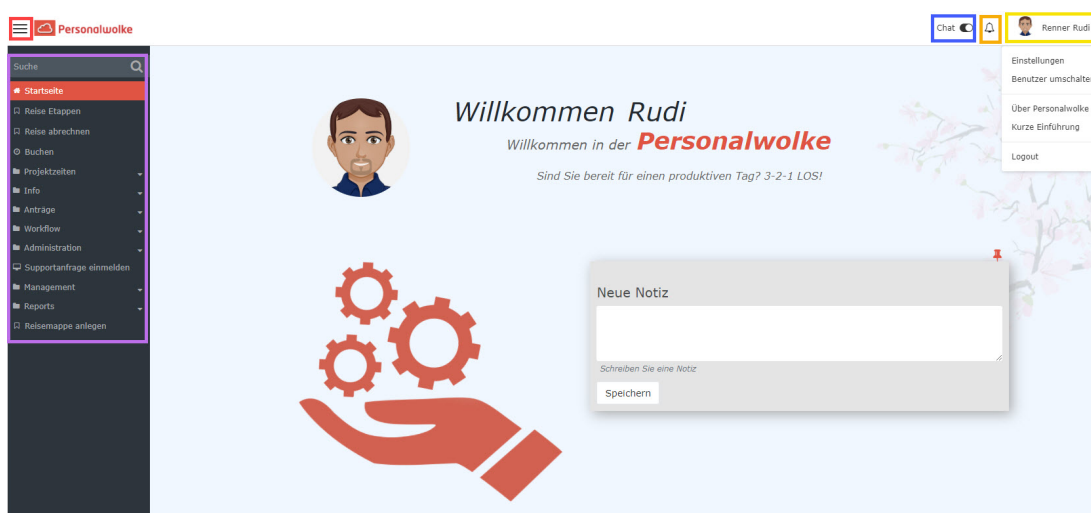 Personalwolke
Chat
Renner Rudi
Suche
Startseite
Reise Etappen
Reise abrechnen
Buchen
Projektzeiten
Info
Anträge
Workflow
Administration
Supportanfrage einmelden
Management
Reports
Reisemappe anlegen
Willkommen Rudi
Willkommen in der Personalwolke
Sind Sie bereit für einen produktiven Tag? 3-2-1 LOS!
Einstellungen
Benutzer umschalte
Über Personalwolke
Kurze Einführung
Logout
Neue Notiz
Schreiben Sie eine Notiz
Speichern